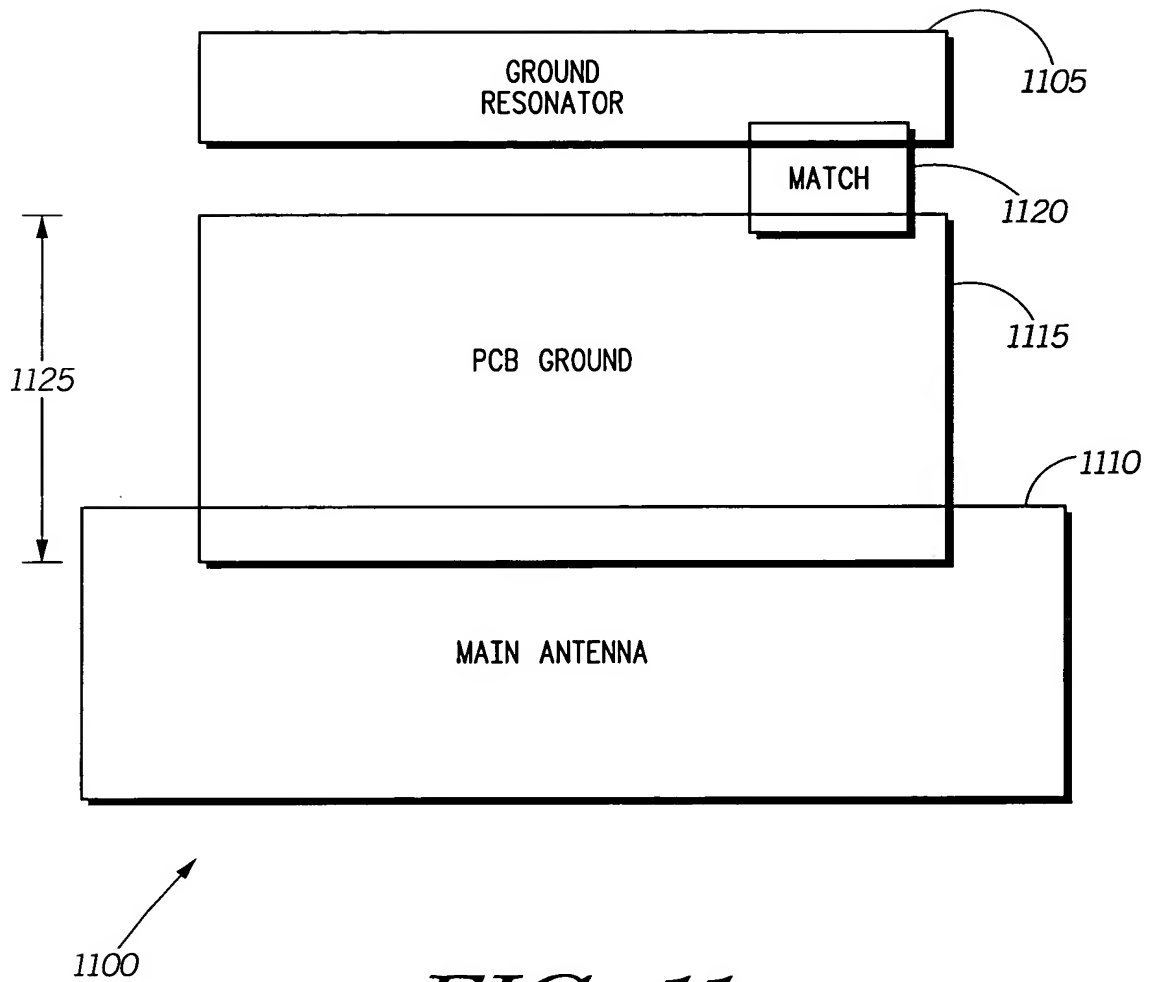 GROUND
RESONATOR
1105
MATCH
1120
1115
PCB GROUND
1125
1110
MAIN ANTENNA
1100